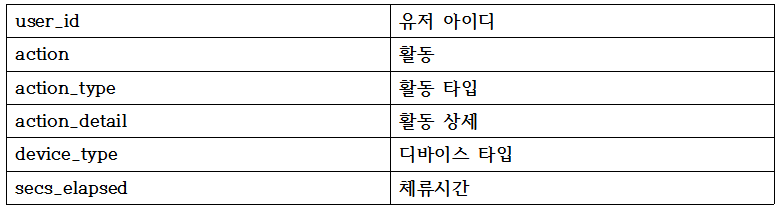 user_id 유저 아이디
action 활동
action_type 활동 타입
action_detail 활동 상세
device_type 디바이스 타입
secs_elapsed 체류시간